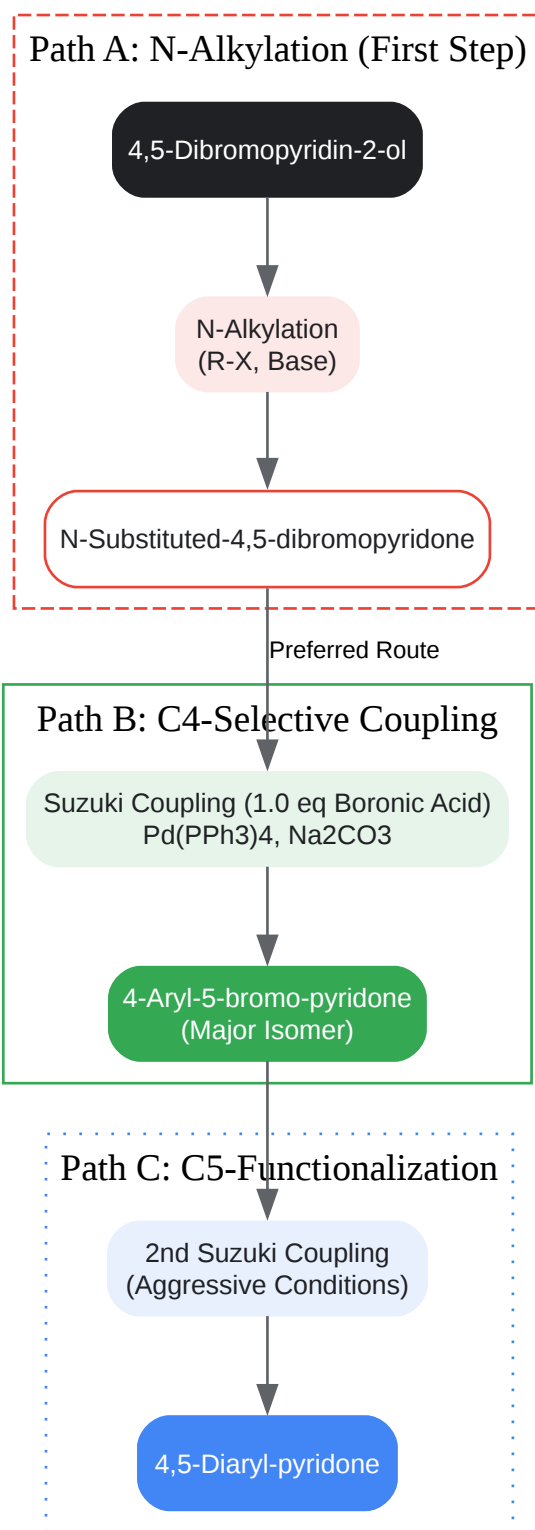 Path A: N-Alkylation (First Step)
4,5-Dibromopyridin-2-ol
N-Alkylation
(R-X, Base)
N-Substituted-4,5-dibromopyridone
Preferred Route
Path B: C4-Selective Coupling
Suzuki Coupling (1.0 eq Boronic Acid)
Pd(PPh3)4, Na2CO3
4-Aryl-5-bromo-pyridone
(Major Isomer)
Path C: C5-Functionalization
2nd Suzuki Coupling
(Aggressive Conditions)
4,5-Diaryl-pyridone